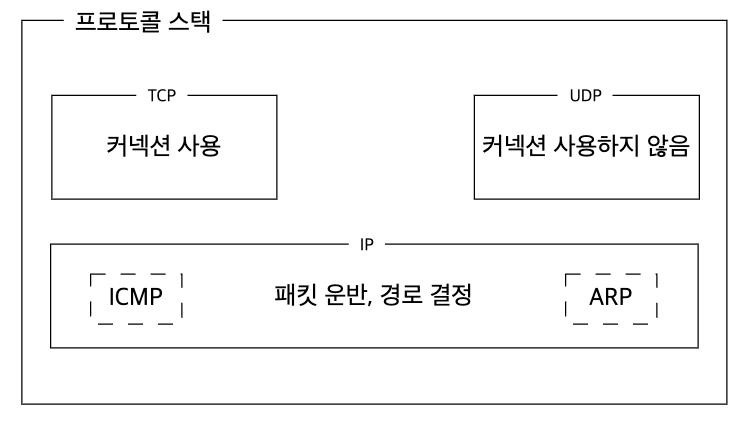 프로토콜 스택
TCP
커넥션 사용
UDP
커넥션 사용하지 않음
IP
ICMP
패킷 운반, 경로 결정
ARP